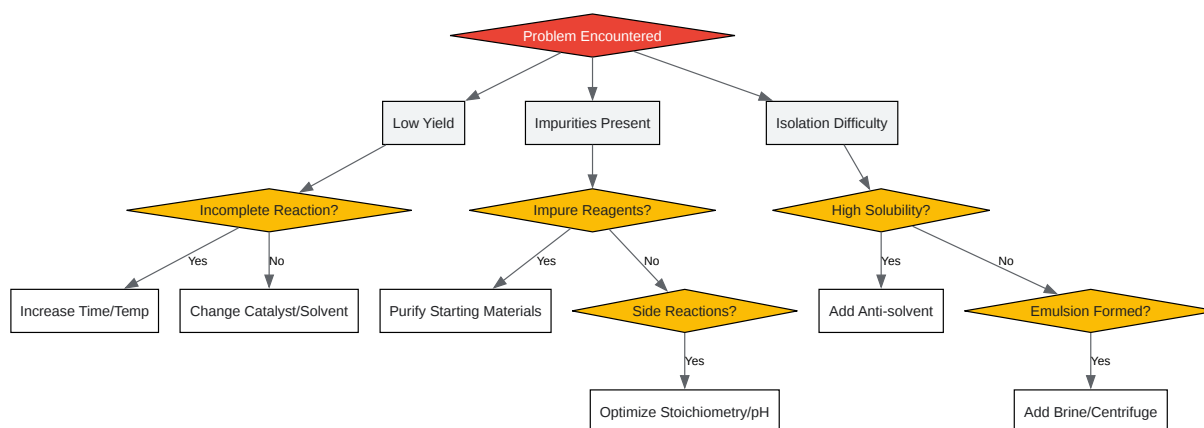 Problem Encountered
Low Yield
Impurities Present
Isolation Difficulty
Incomplete Reaction?
Impure Reagents?
High Solubility?
Yes
No
Yes
No
Yes
No
Increase Time/Temp
Change Catalyst/Solvent
Purify Starting Materials
Side Reactions?
Add Anti-solvent
Emulsion Formed?
Yes
Yes
Optimize Stoichiometry/pH
Add Brine/Centrifuge